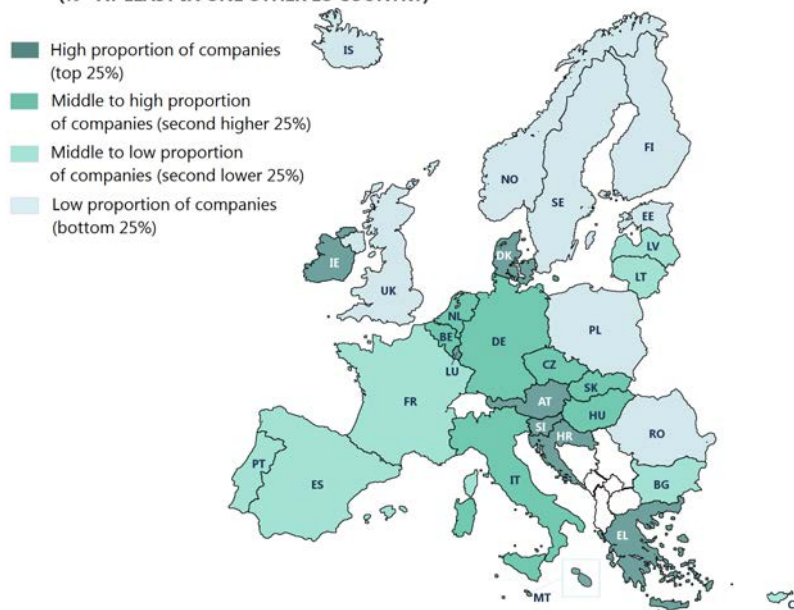 High proportion of companies
(top 25%)
Middle to high proportion
of companies (second higher 25%)
Middle to low proportion
of companies (second lower 25%)
Low proportion of companies
(bottom 25%)
IS
FI
NO
SE
EE
LV
LT
DK
IE
UK
NL
BE
DE
PL
LU
CZ
SK
FR
AT
HU
SI
HR
RO
PT
ES
IT
BG
EL
MT